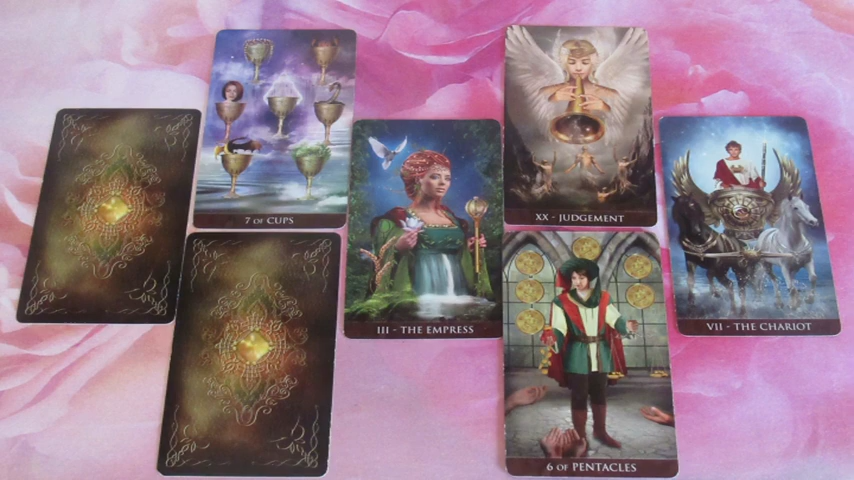 7 OF CUPS
III - THE EMPRESS
XX - JUDGEMENT
6 OF PENTACLES
VII - THE CHARIOT